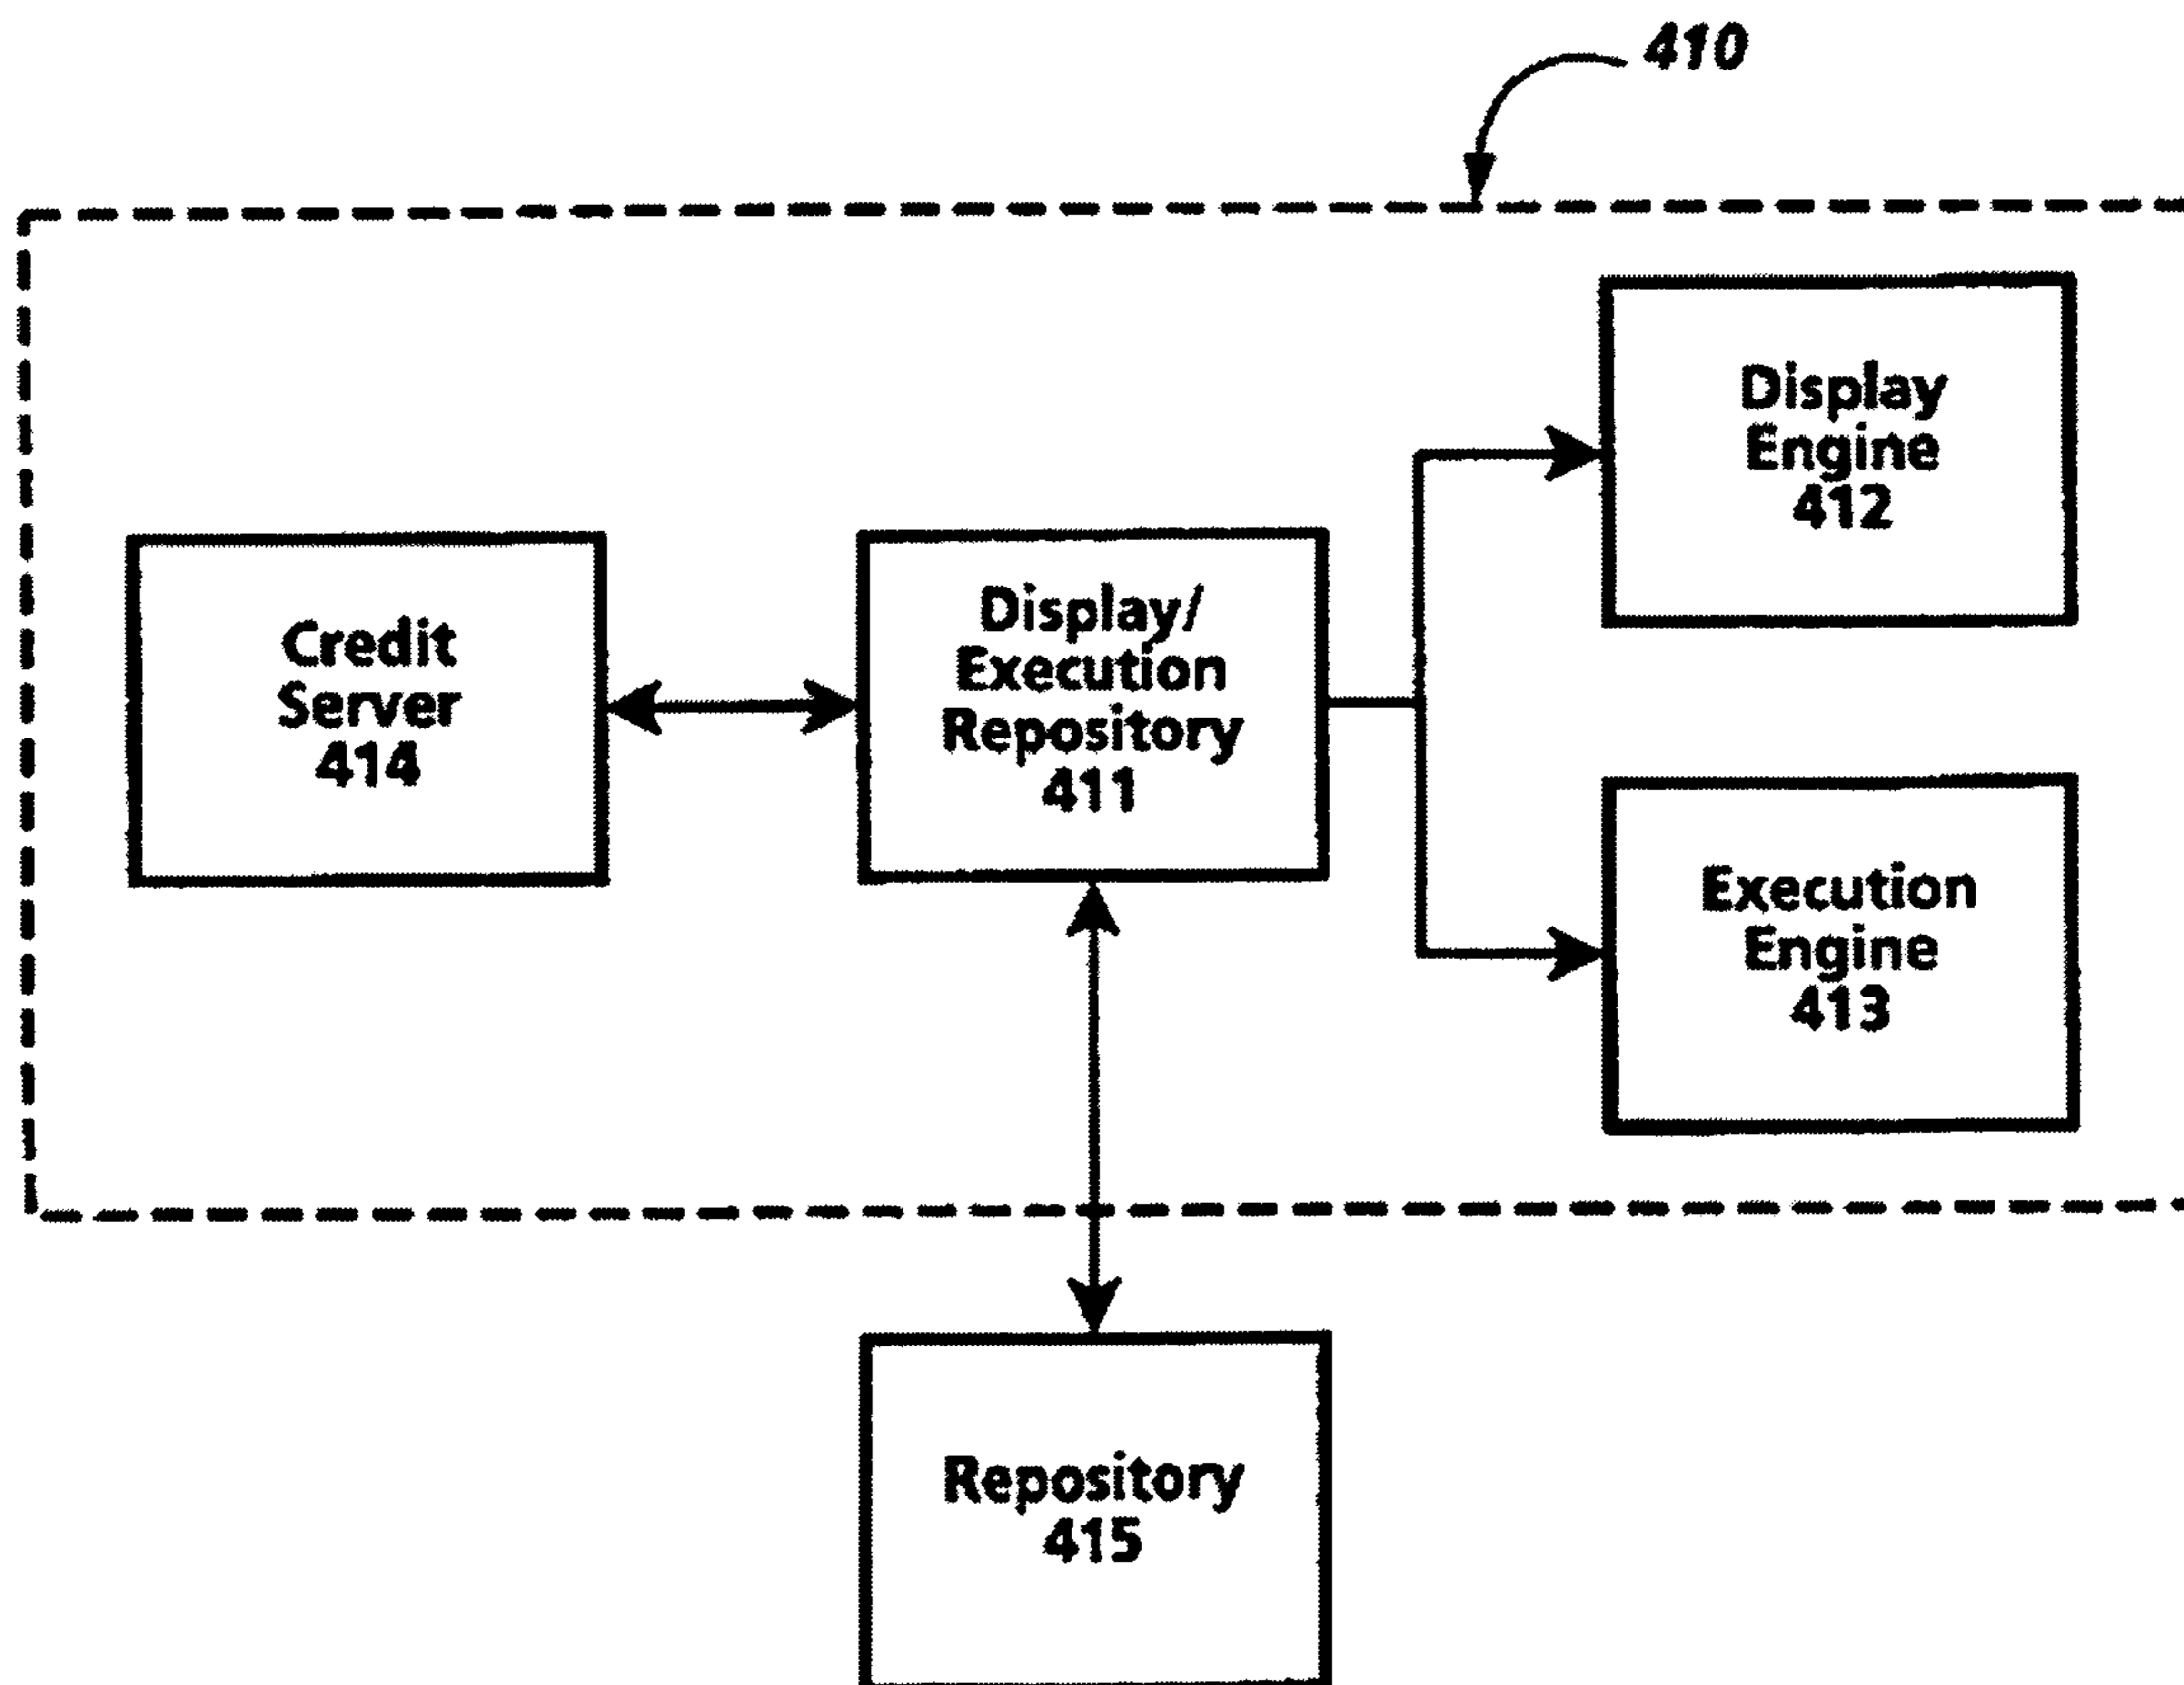 410
Display
Engine
412
Credit
Server
414
Display/
Execution
Repository
411
Execution
Engine
413
Repository
415